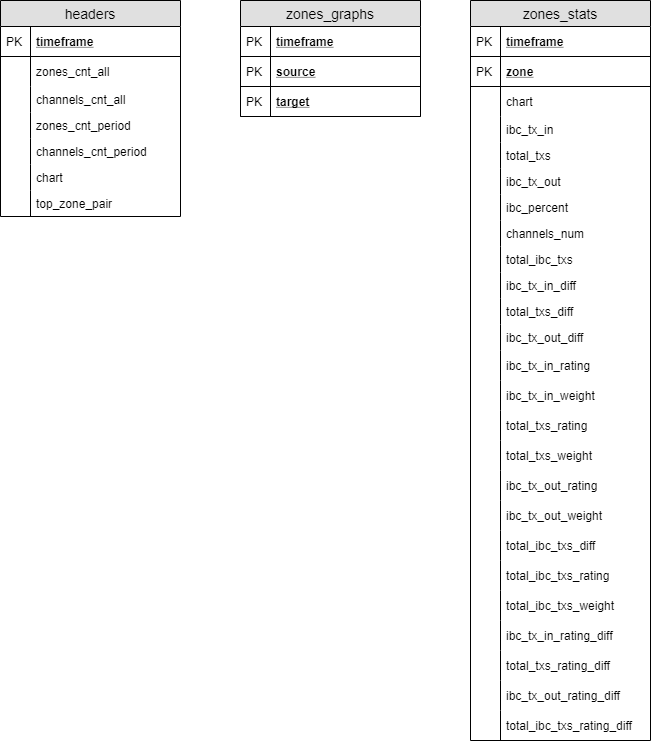 headers
PK timeframe
zones_cnt_all
channels_cnt_all
zones_cnt_period
channels_cnt_period
chart
top_zone_pair
zones_graphs
PK timeframe
PK source
PK target
zones_stats
PK timeframe
PK zone
chart
ibc_tx_in
total_txs
ibc_tx_out
ibc_percent
channels_num
total_ibc_txs
ibc_tx_in_diff
total_txs_diff
ibc_tx_out_diff
ibc_tx_in_rating
ibc_tx_in_weight
total_txs_rating
total_txs_weight
ibc_tx_out_rating
ibc_tx_out_weight
total_ibc_txs_diff
total_ibc_txs_rating
total_ibc_txs_weight
ibc_tx_in_rating_diff
total_txs_rating_diff
ibc_tx_out_rating_diff
total_ibc_txs_rating_diff